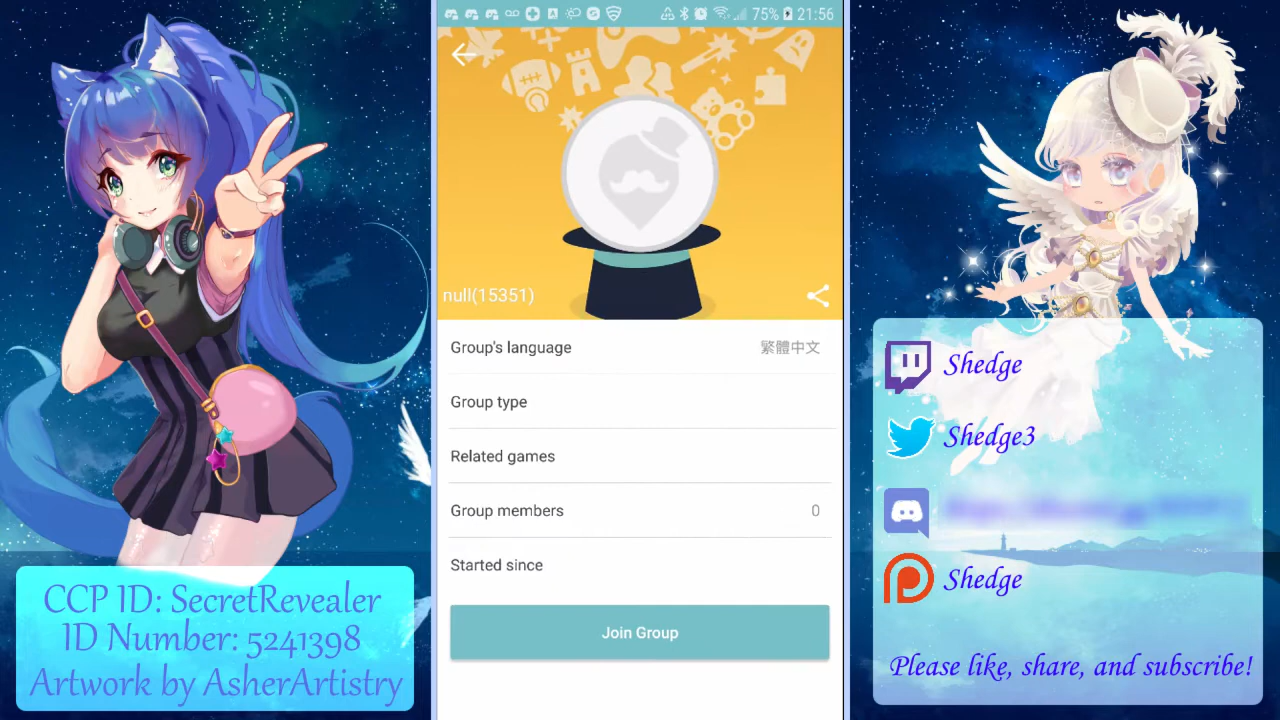 75% 21:56
null(15351)
Group's language 繁體中文
Group type
Related games
Group members 0
Started since
Join Group
CCP ID: SecretRevealer
ID Number: 5241398
Artwork by AsherArtistry
Shedge
Shedge3
Shedge
Please like, share, and subscribe!